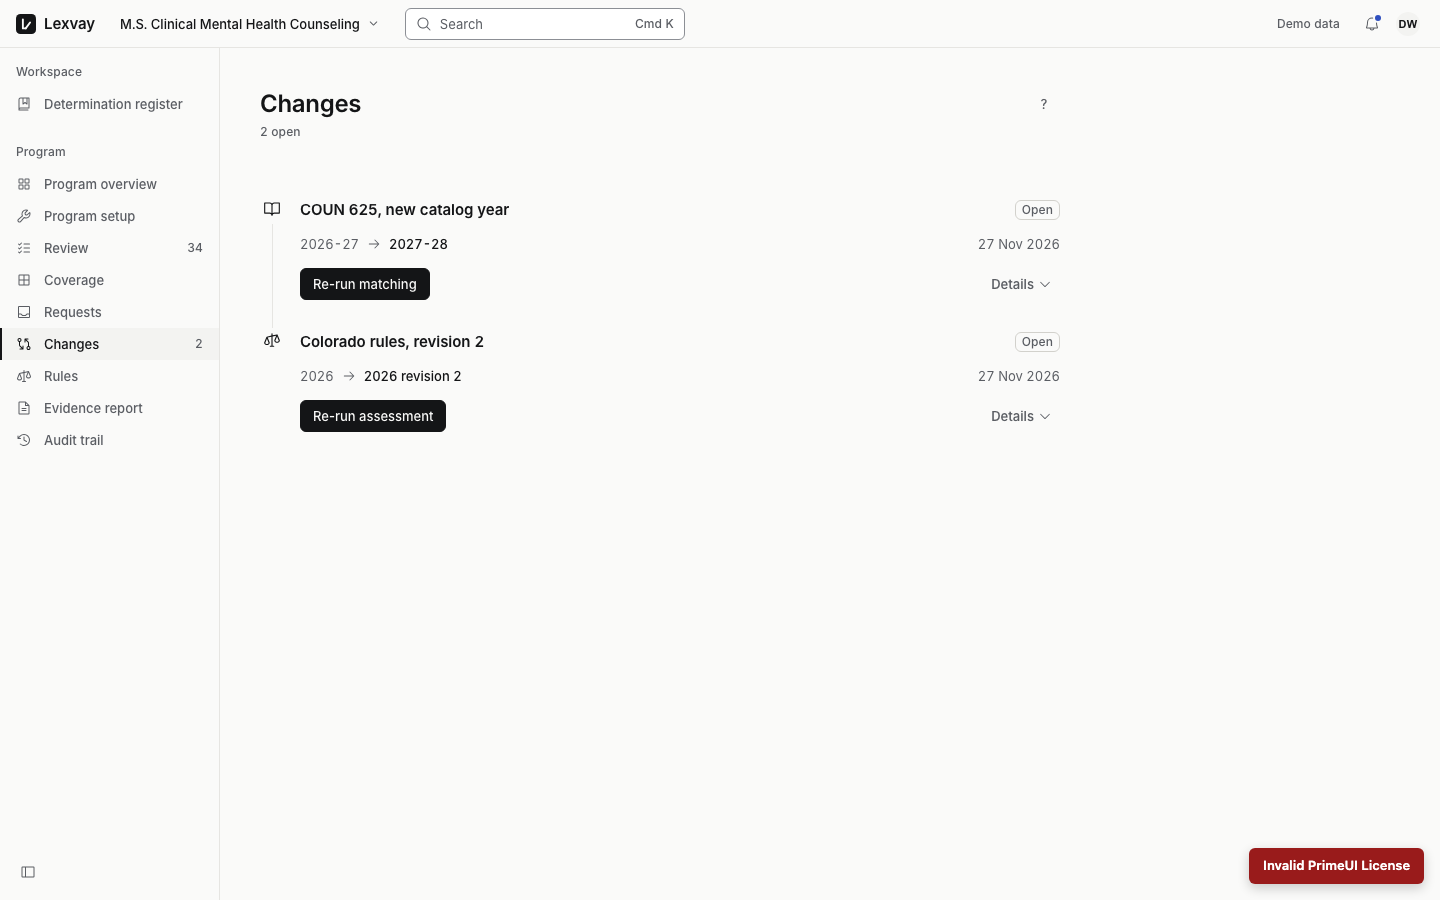 Lexvay
M.S. Clinical Mental Health Counseling
Search
Cmd K
Demo data
DW
Workspace
Determination register
Program
Program overview
Program setup
Review 34
Coverage
Requests
Changes 2
Rules
Evidence report
Audit trail
Changes
?
2 open
COUN 625, new catalog year
Open
2026-27 → 2027-28
27 Nov 2026
Re-run matching
Details
Colorado rules, revision 2
Open
2026 → 2026 revision 2
27 Nov 2026
Re-run assessment
Details
Invalid PrimeUI License